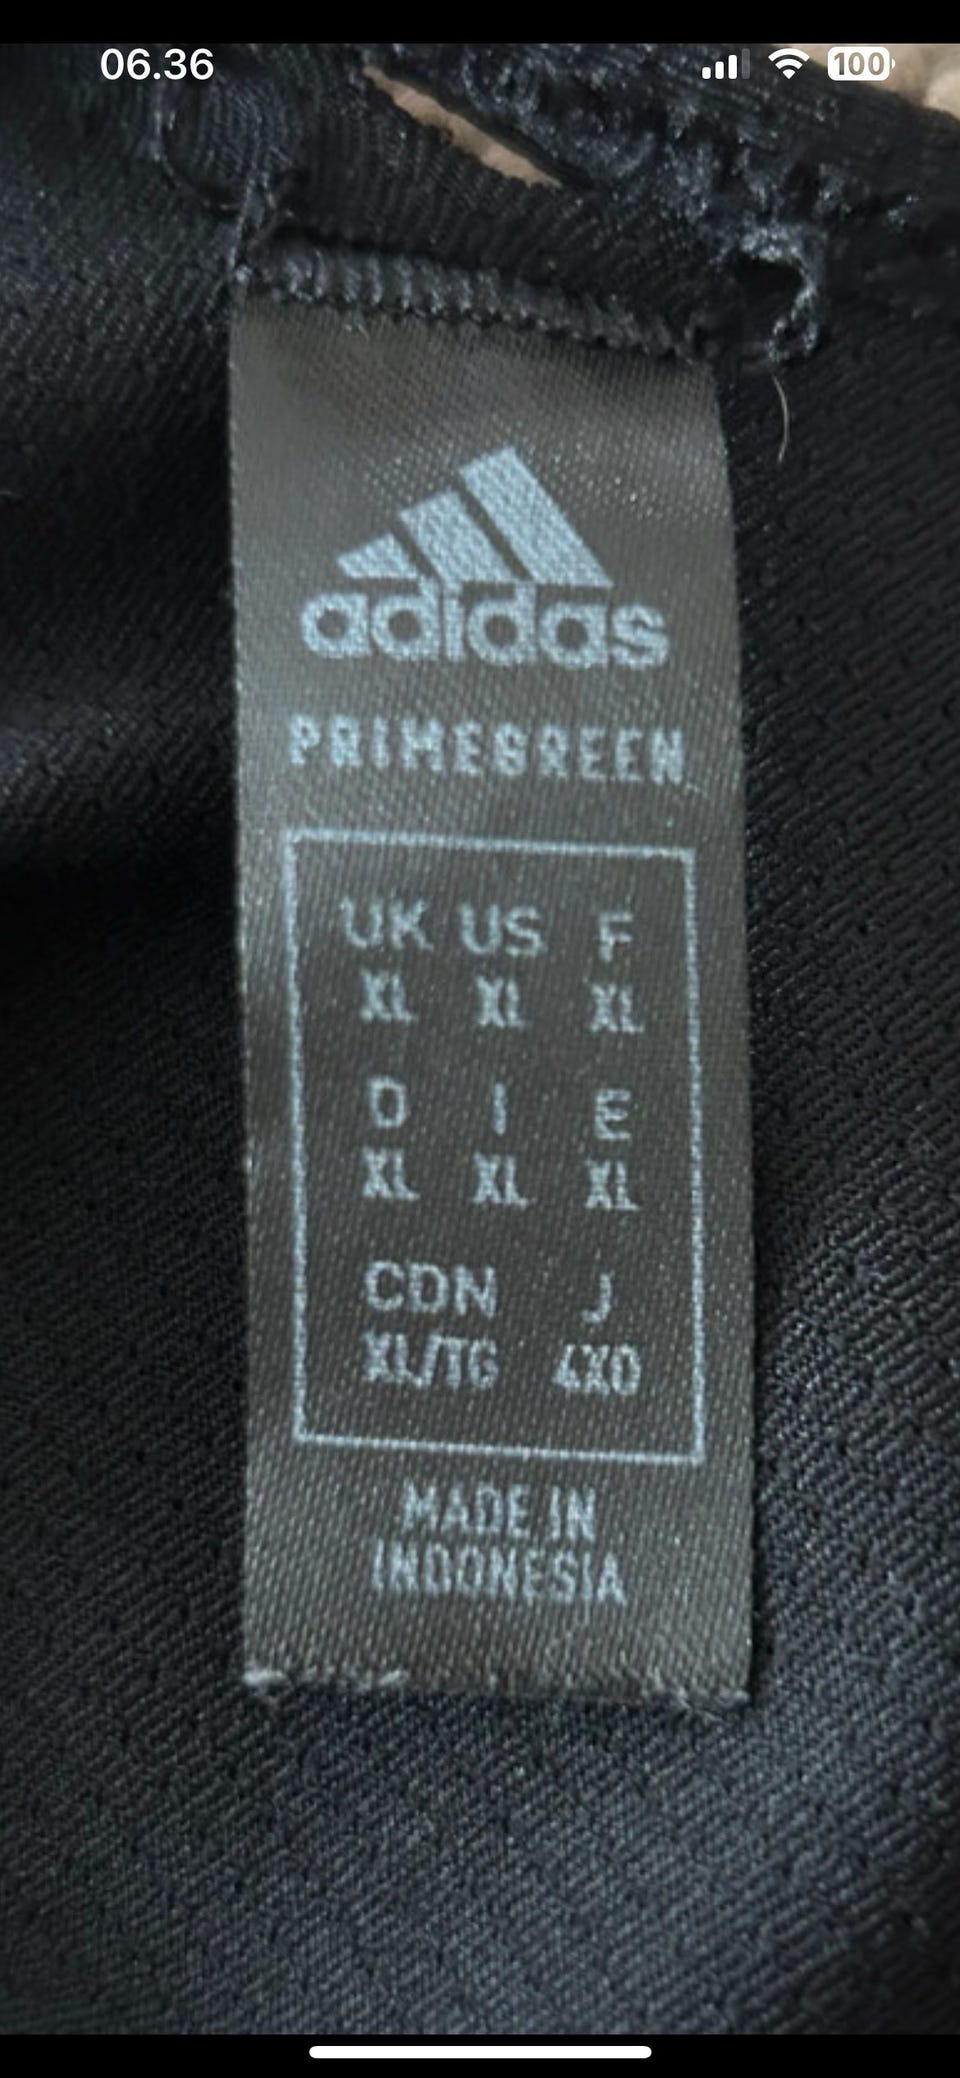 06.36
100
adidas
PRIMEGREEN
UK US F
XL XL XL
D I E
XL XL XL
CDN J
XL/TG 4XO
MADE IN
INDONESIA